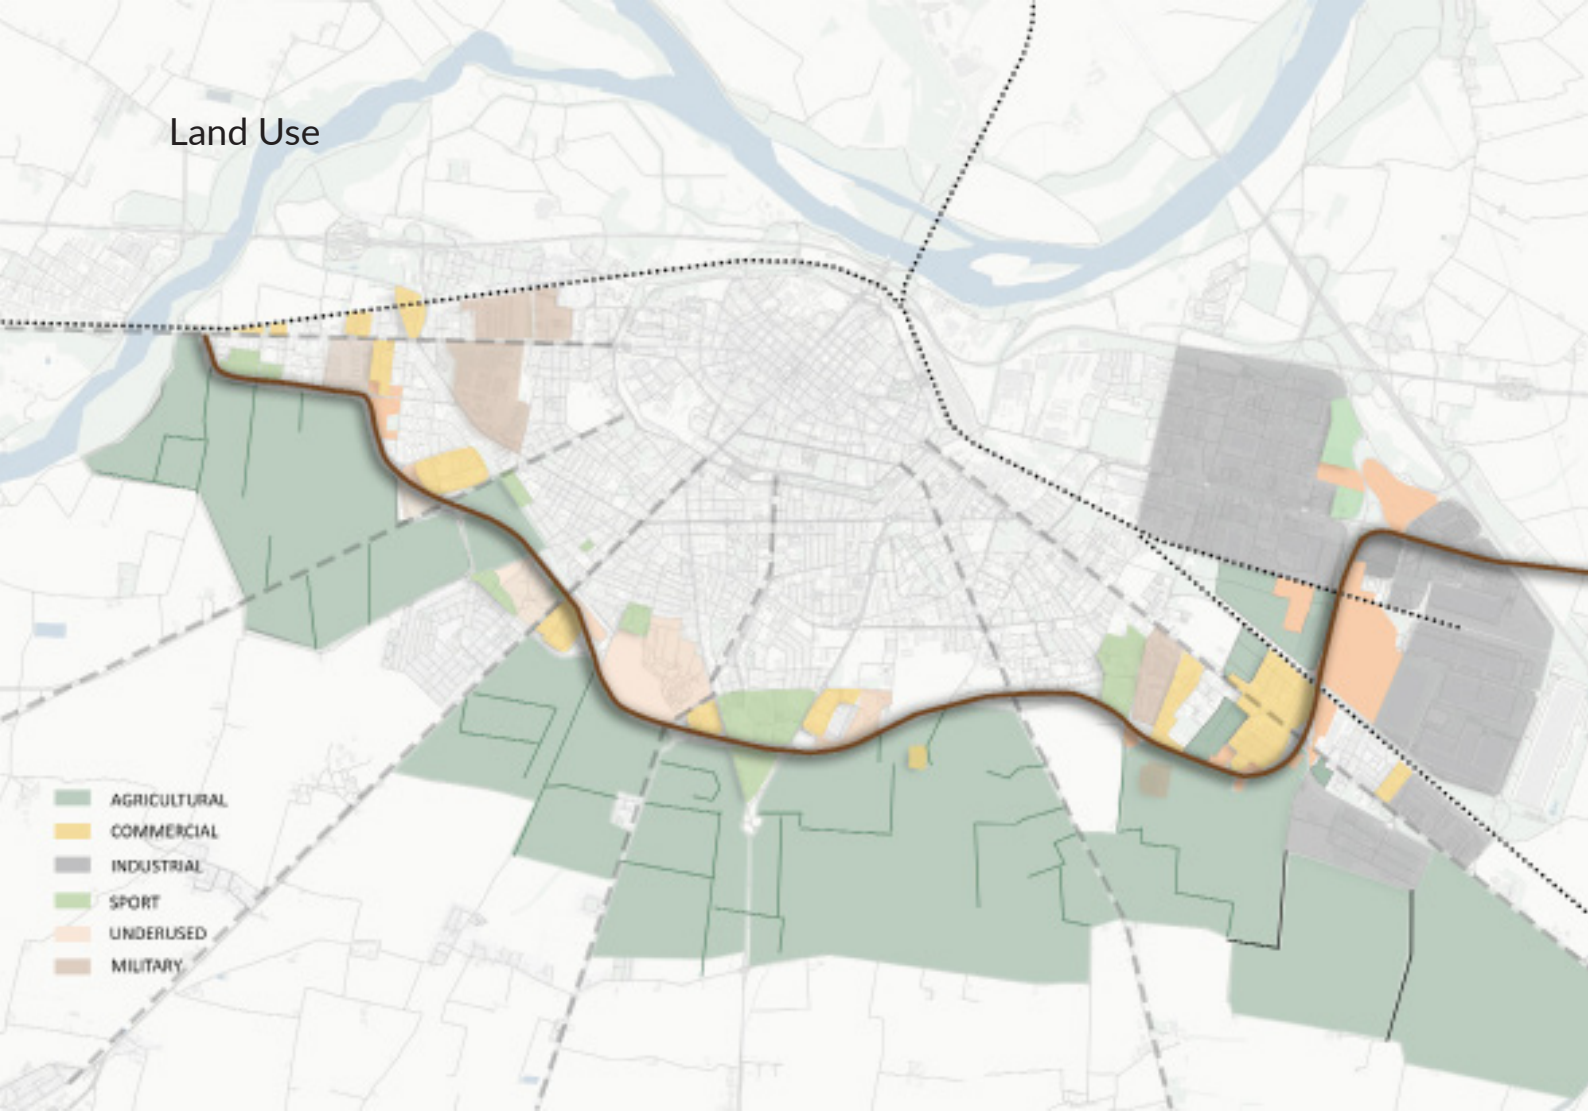 Land Use
AGRICULTURAL
COMMERCIAL
INDUSTRIAL
SPORT
UNDERUSED
MILITARY